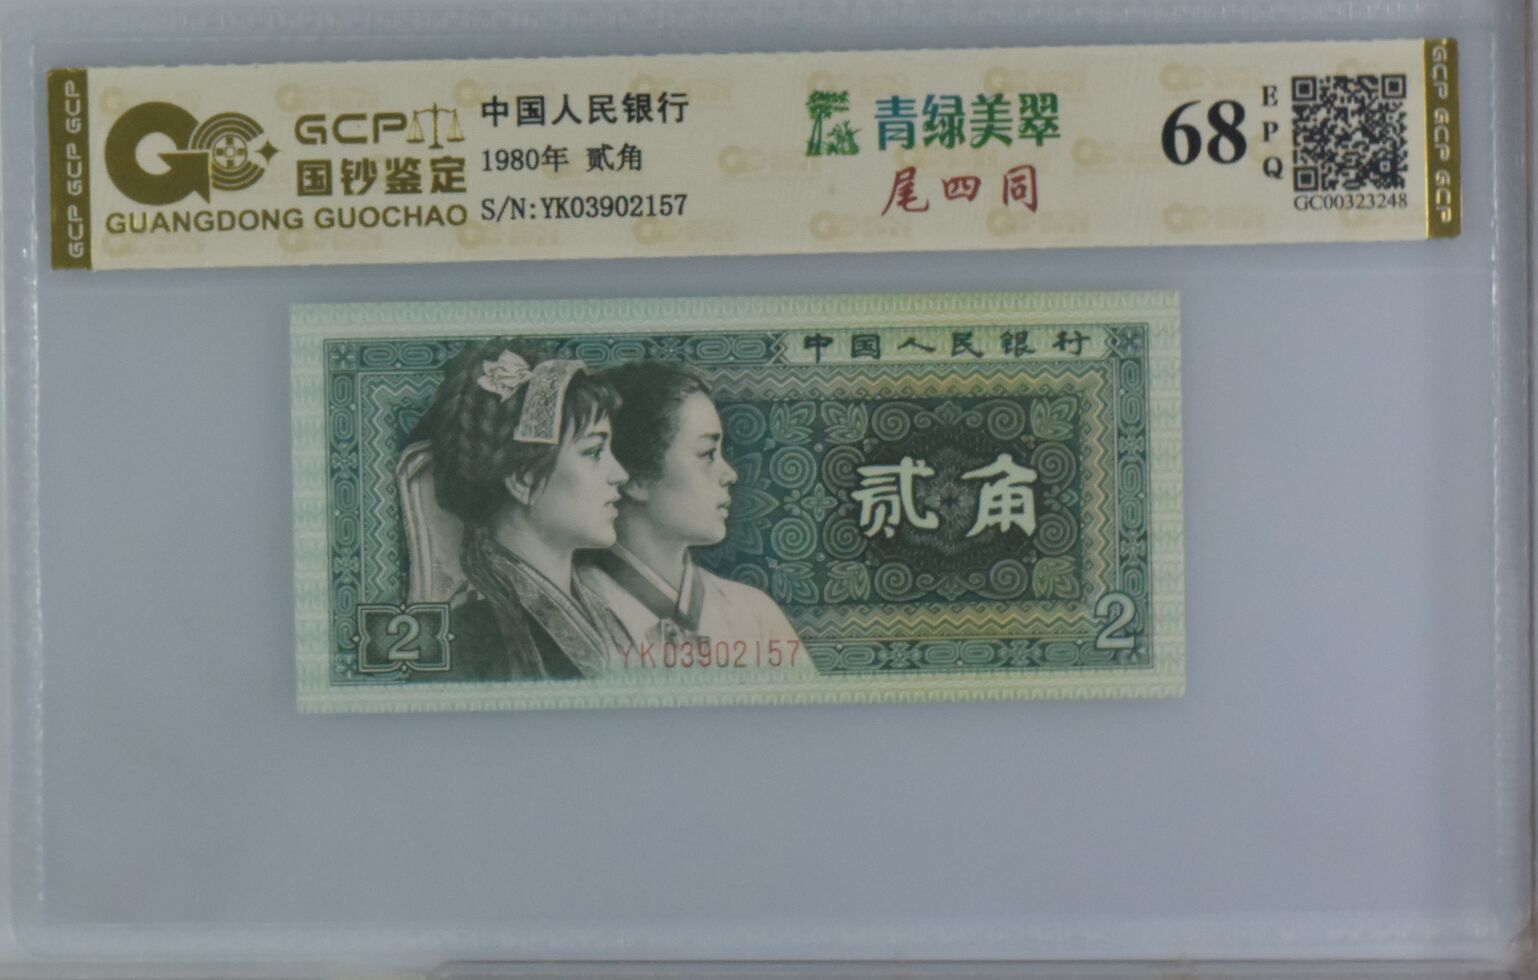 GCP GCP GCP
GCP
国钞鉴定
GUANGDONG GUOCHAO
中国人民银行
1980年 贰角
S/N:YK03902157
青绿美翠
尾四同
68
EPQ
GC00323248
GCP GCP GCP
中国人民银行
贰角
2
2
YK03902157